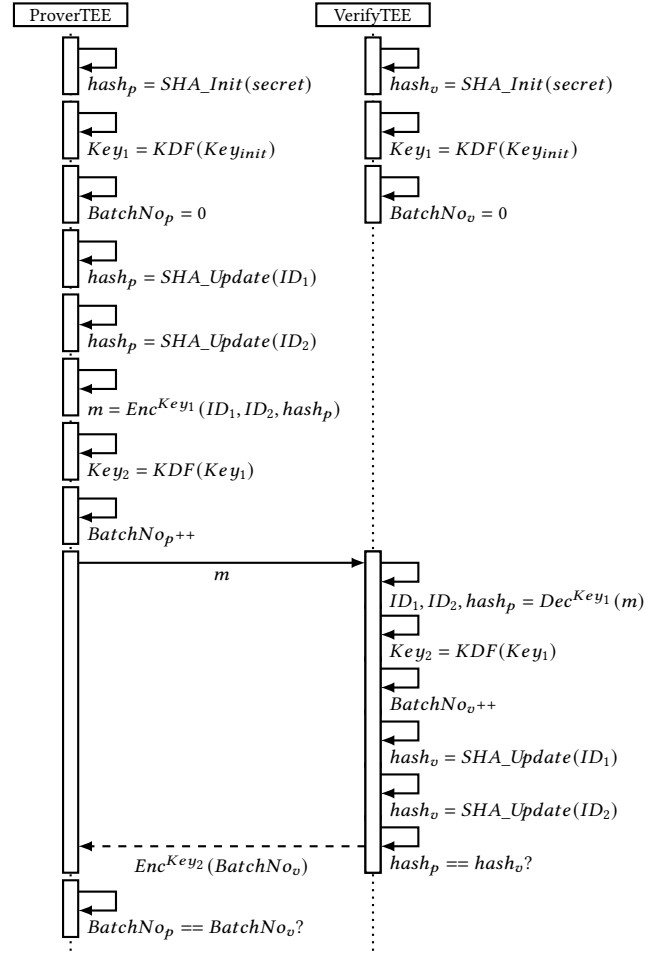 ProverTEE
VerifyTEE
hash_p = SHA_Init(secret)
hash_v = SHA_Init(secret)
Key_1 = KDF(Key_init)
Key_1 = KDF(Key_init)
BatchNo_p = 0
BatchNo_v = 0
hash_p = SHA_Update(ID_1)
hash_p = SHA_Update(ID_2)
m = Enc^{Key_1}(ID_1, ID_2, hash_p)
Key_2 = KDF(Key_1)
BatchNo_p++
m
ID_1, ID_2, hash_p = Dec^{Key_1}(m)
Key_2 = KDF(Key_1)
BatchNo_v++
hash_v = SHA_Update(ID_1)
hash_v = SHA_Update(ID_2)
Enc^{Key_2}(BatchNo_v)
hash_p == hash_v?
BatchNo_p == BatchNo_v?